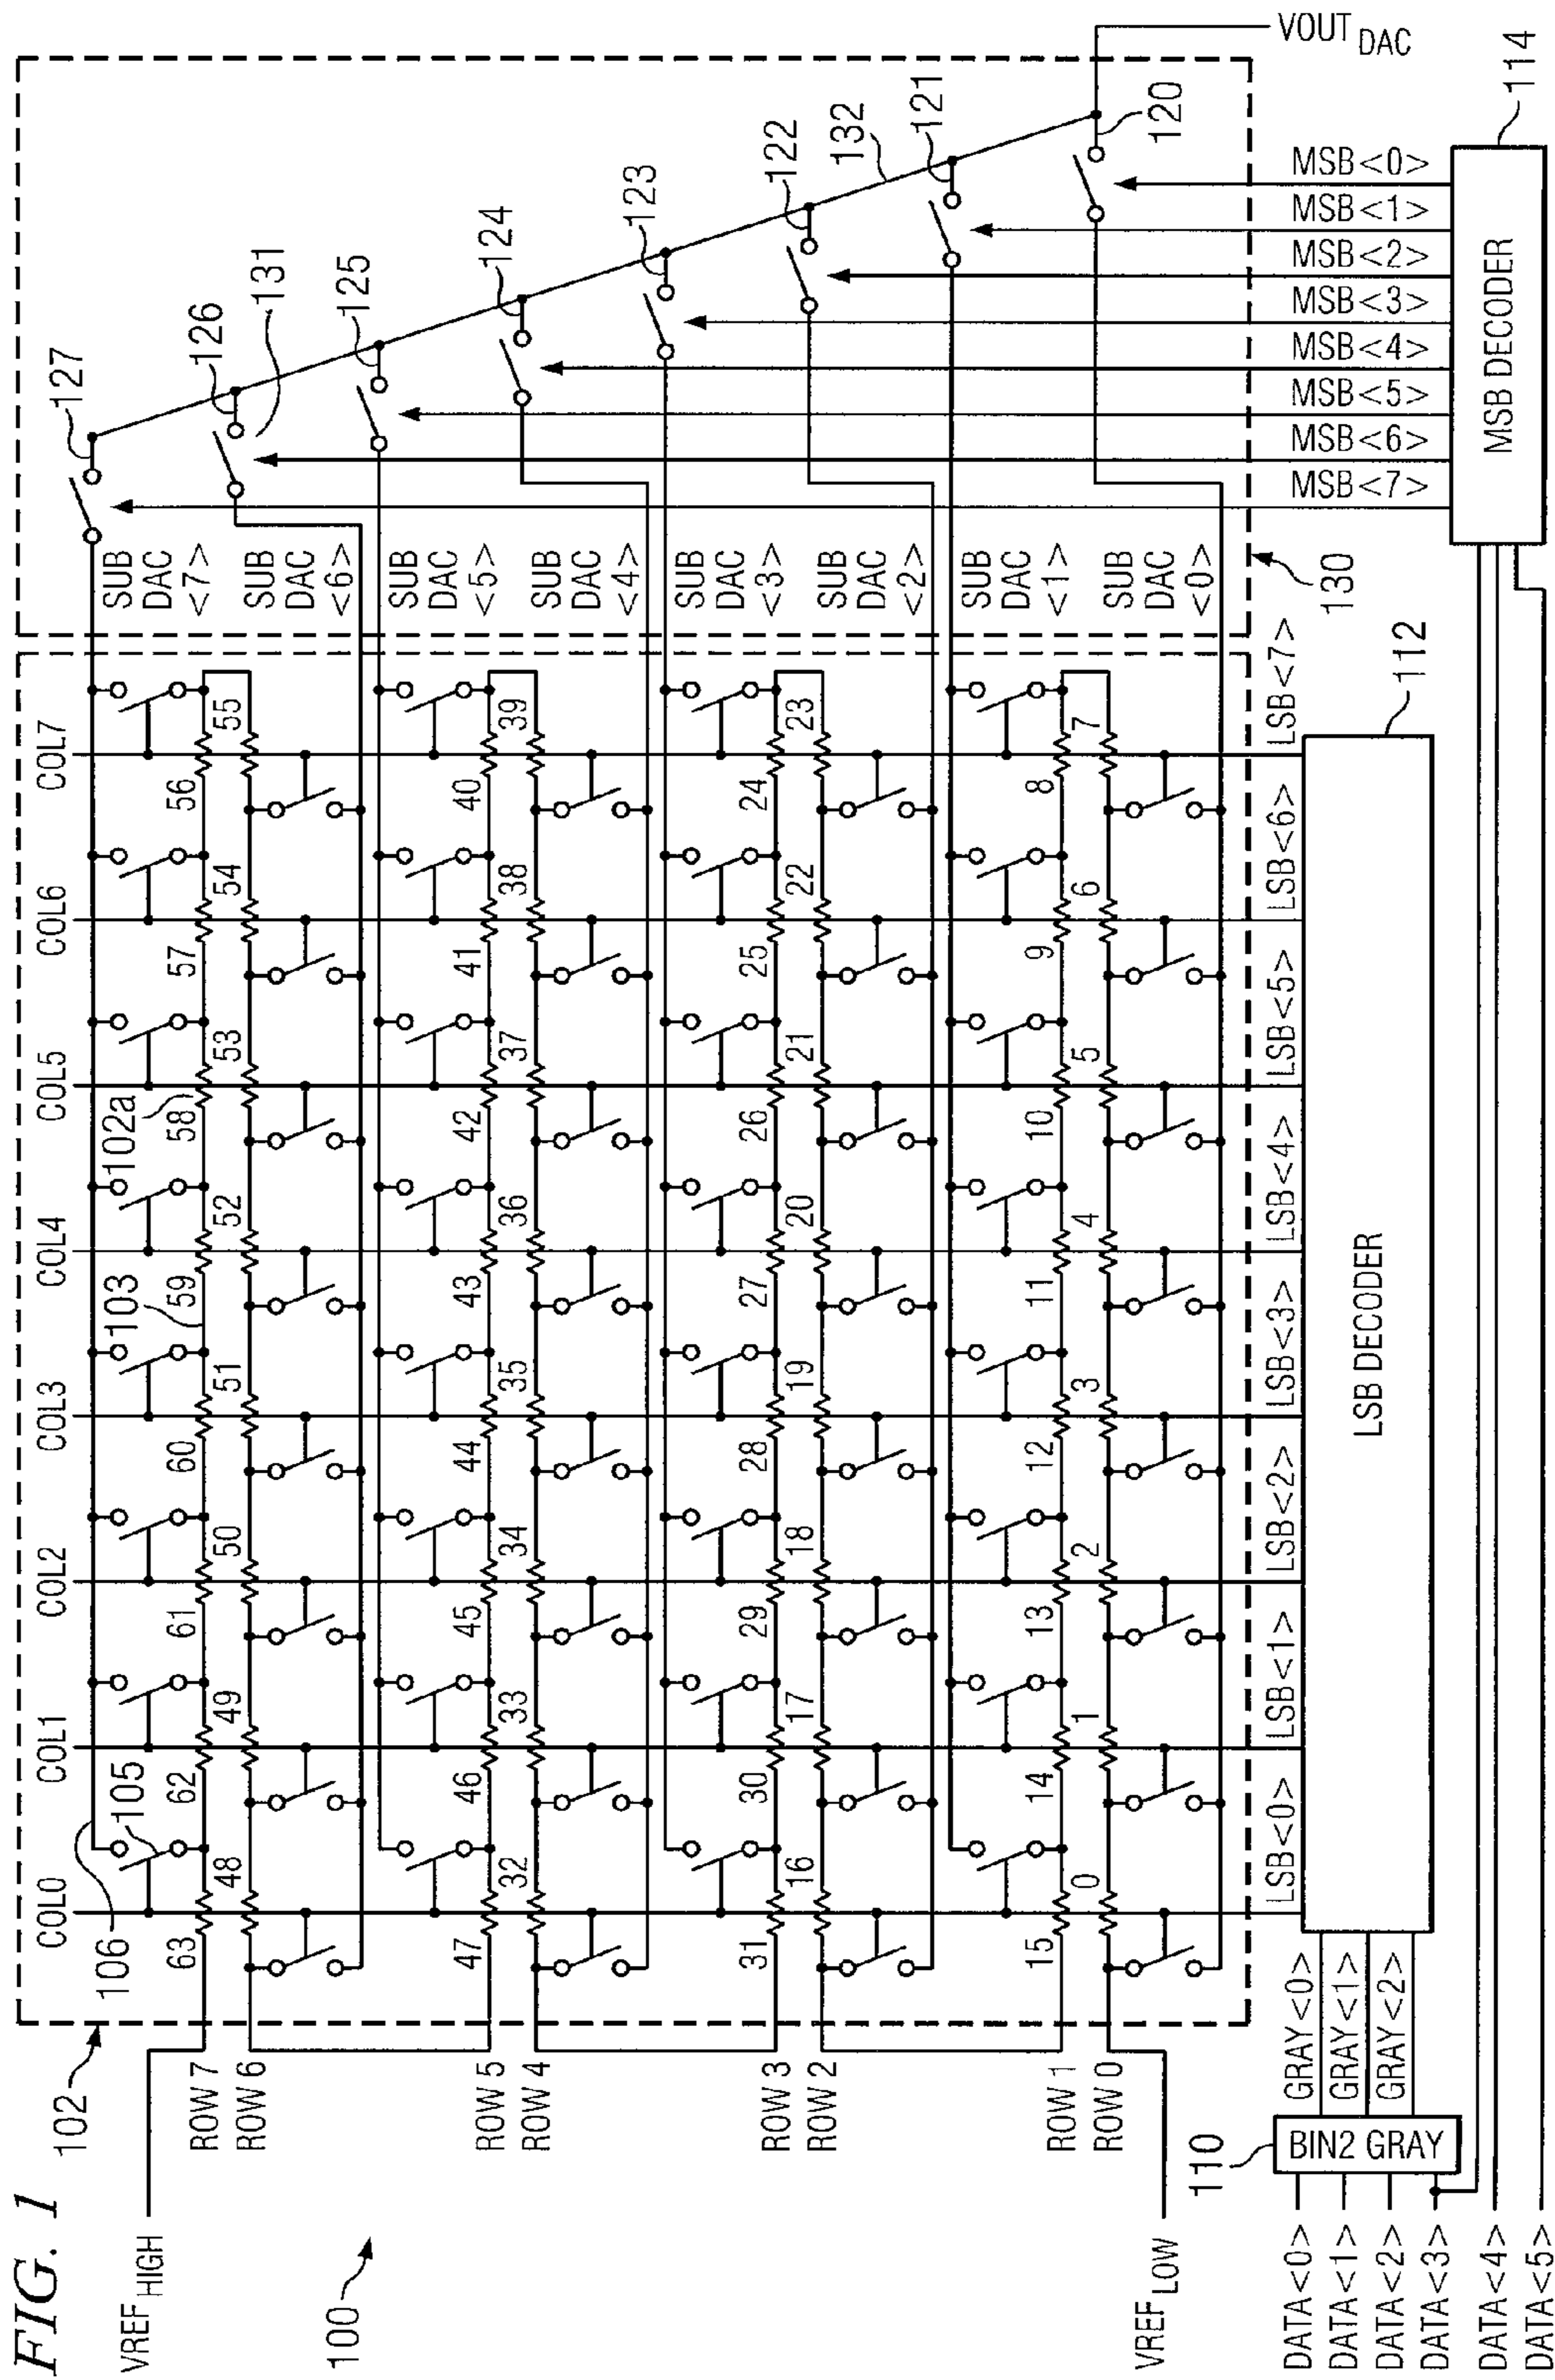 FIG. 1
100
102
VREF HIGH
VREF LOW
106
105
103
102a
COL0
COL1
COL2
COL3
COL4
COL5
COL6
COL7
ROW 7
63 62 61 60 59 58 57 56
ROW 6
48 49 50 51 52 53 54 55
ROW 5
47 46 45 44 43 42 41 40
ROW 4
32 33 34 35 36 37 38 39
ROW 3
31 30 29 28 27 26 25 24
ROW 2
16 17 18 19 20 21 22 23
ROW 1
15 14 13 12 11 10 9 8
ROW 0
0 1 2 3 4 5 6 7
SUB
DAC
<7>
SUB
DAC
<6>
SUB
DAC
<5>
SUB
DAC
<4>
SUB
DAC
<3>
SUB
DAC
<2>
SUB
DAC
<1>
SUB
DAC
<0>
127
126
131
125
124
123
122
132
121
120
VOUT DAC
130
LSB<0>
LSB<1>
LSB<2>
LSB<3>
LSB<4>
LSB<5>
LSB<6>
LSB<7>
LSB DECODER
112
MSB<0>
MSB<1>
MSB<2>
MSB<3>
MSB<4>
MSB<5>
MSB<6>
MSB<7>
MSB DECODER
114
110
BIN2 GRAY
GRAY<0>
GRAY<1>
GRAY<2>
DATA<0>
DATA<1>
DATA<2>
DATA<3>
DATA<4>
DATA<5>